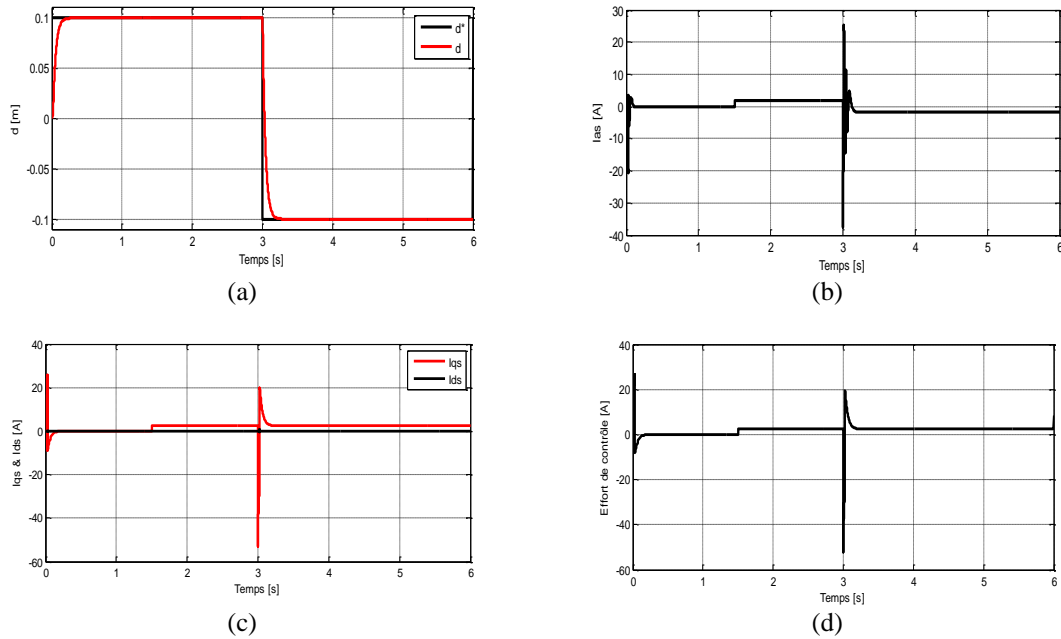 0.1
0.05
0
-0.05
-0.1
d [m]
d*
d
0 1 2 3 4 5 6
Temps [s]
(a)
30
20
10
0
-10
-20
-30
-40
Ias [A]
0 1 2 3 4 5 6
Temps [s]
(b)
40
20
0
-20
-40
-60
Iqs & Ids [A]
Iqs
Ids
0 1 2 3 4 5 6
Temps [s]
(c)
40
20
0
-20
-40
-60
Effort de contrôle [A]
0 1 2 3 4 5 6
Temps [s]
(d)